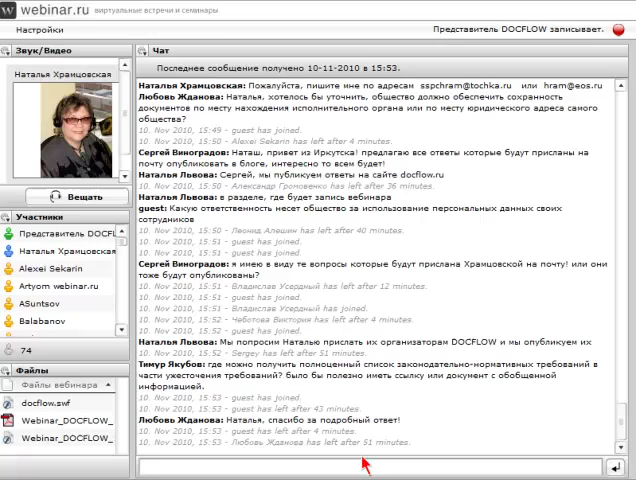 w webinar.ru виртуальные встречи и семинары
Настройки
Представитель DOCFLOW записывает.
Звук/Видео
Наталья Храмцовская
Вещать
Участники
Представитель DOCFL
Наталья Храмцовская
Alexei Sekarin
Artyom webinar.ru
ASuntsov
Balabanov
74
Файлы
Файлы вебинара
docflow.swf
Webinar_DOCFLOW_
Webinar_DOCFLOW_
Чат
Последнее сообщение получено 10-11-2010 в 15:53.
Наталья Храмцовская: Пожалуйста, пишите мне по адресам sspchram@tochka.ru или hram@eos.ru
Любовь Жданова: Наталья, хотелось бы уточнить, общество должно обеспечить сохранность
документов по месту нахождения исполнительного органа или по месту юридического адреса самого
общества?
10. Nov 2010, 15:49 - guest has joined.
10. Nov 2010, 15:50 - Alexei Sekarin has left after 4 minutes.
Сергей Виноградов: Наташ, привет из Иркутска! предлагаю все ответы которые будут присланы на
почту опубликовать в блоге, интересно то всем будет!
Наталья Львова: Сергей, мы публикуем ответы на сайте docflow.ru
10. Nov 2010, 15:50 - Александр Громовенко has left after 36 minutes.
Наталья Львова: в разделе, где будет запись вебинара
guest: Какую ответственность несет общество за использование персональных данных своих
сотрудников
10. Nov 2010, 15:50 - Леонид Алешин has left after 40 minutes.
10. Nov 2010, 15:51 - guest has joined.
10. Nov 2010, 15:51 - guest has joined.
Сергей Виноградов: я имею в виду те вопросы которые будут прислана Храмцовской на почту! или они
тоже будут опубликованы?
10. Nov 2010, 15:51 - Владислав Усердный has left after 12 minutes.
10. Nov 2010, 15:51 - guest has joined.
10. Nov 2010, 15:51 - Владислав Усердный has joined.
10. Nov 2010, 15:52 - Чеботова Виктория has left after 4 minutes.
10. Nov 2010, 15:52 - guest has joined.
Наталья Львова: Мы попросим Наталью прислать их организаторам DOCFLOW и мы опубликуем их
10. Nov 2010, 15:52 - Sergey has left after 51 minutes.
Тимур Якубов: где можно получить полноценный список законодательно-нормативных требований в
части ужесточения требований? было бы полезно иметь ссылку или документ с обобщенной
информацией.
10. Nov 2010, 15:53 - guest has joined.
10. Nov 2010, 15:53 - guest has left after 43 minutes.
Любовь Жданова: Наталья, спасибо за подробный ответ!
10. Nov 2010, 15:53 - guest has left after 4 minutes.
10. Nov 2010, 15:53 - Любовь Жданова has left after 51 minutes.